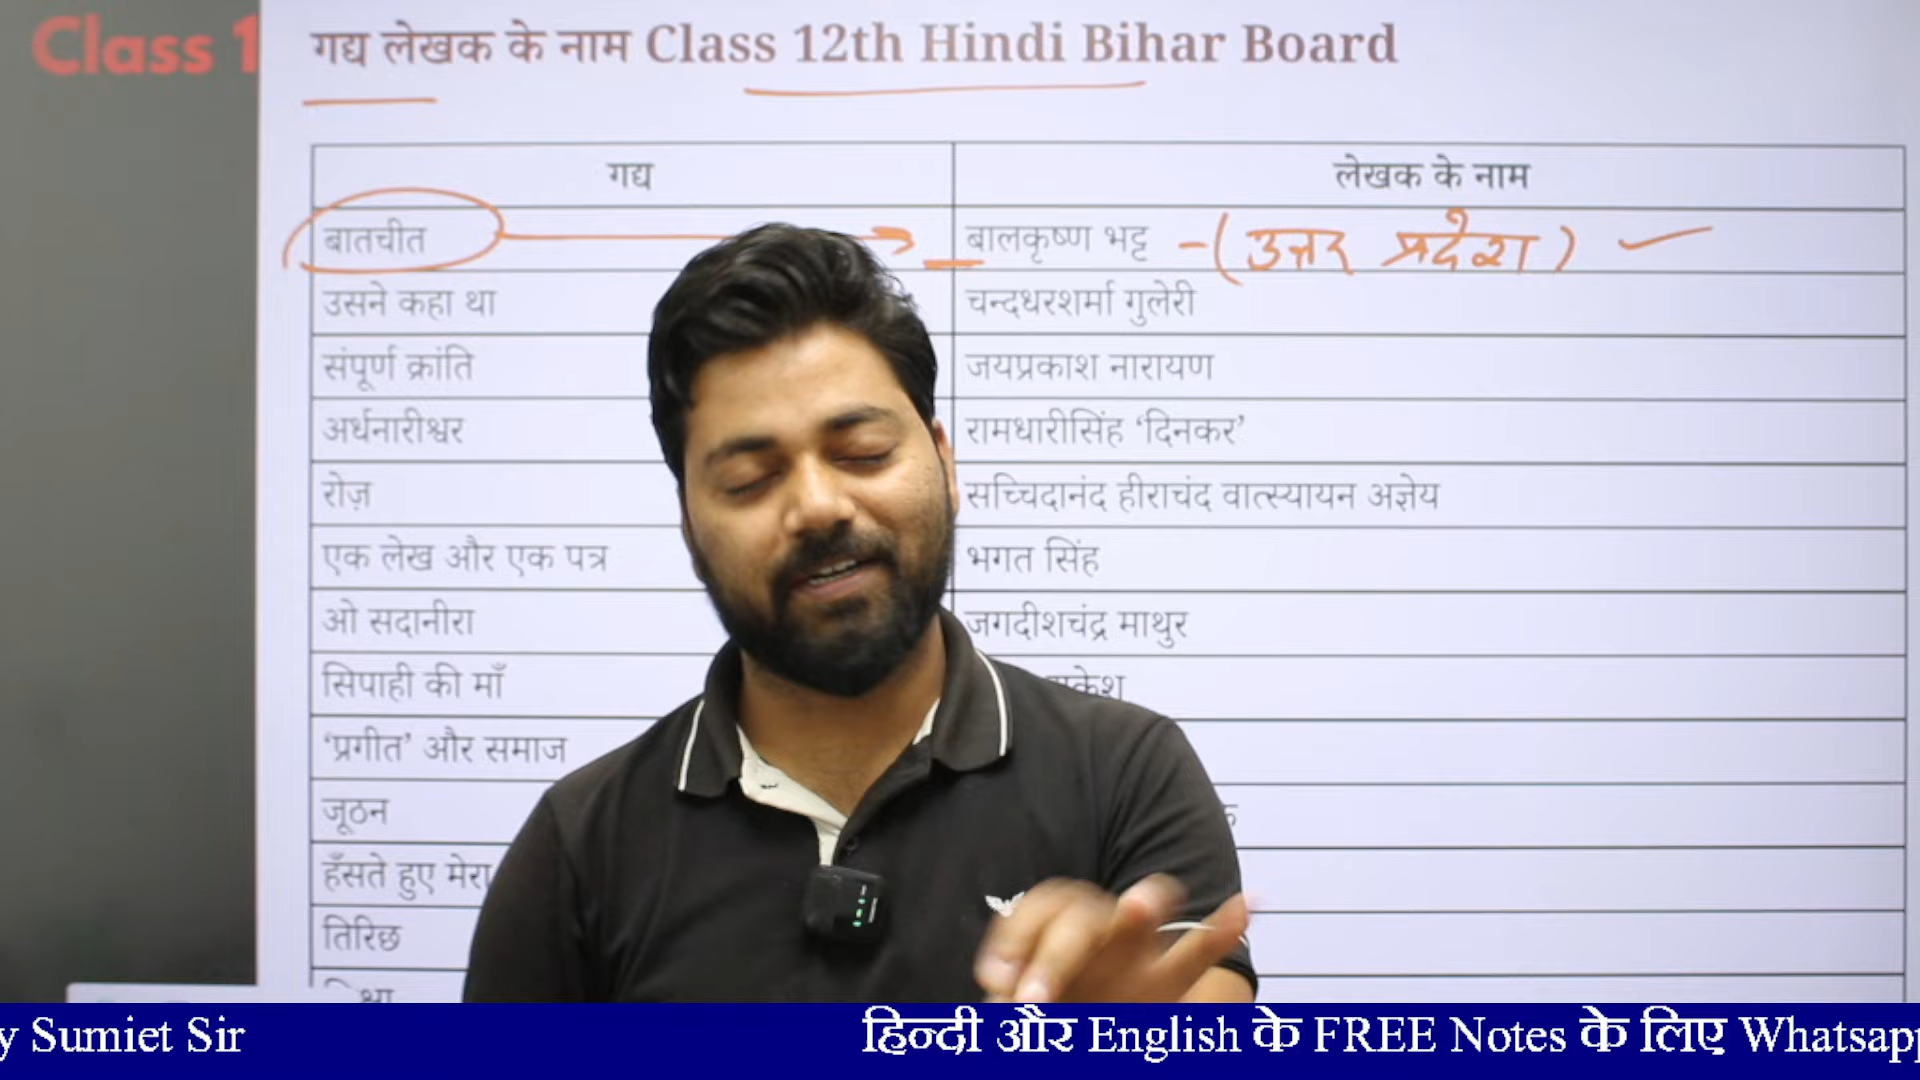 Class 1
गद्य लेखक के नाम Class 12th Hindi Bihar Board
गद्य लेखक के नाम
बातचीत बालकृष्ण भट्ट -(उत्तर प्रदेश)
उसने कहा था चन्दधरशर्मा गुलेरी
संपूर्ण क्रांति जयप्रकाश नारायण
अर्धनारीश्वर रामधारीसिंह ‘दिनकर’
रोज़ सच्चिदानंद हीराचंद वात्स्यायन अज्ञेय
एक लेख और एक पत्र भगत सिंह
ओ सदानीरा जगदीशचंद्र माथुर
सिपाही की माँ
‘प्रगीत’ और समाज
जूठन
हँसते हुए मेरा
तिरिछ
y Sumiet Sir हिन्दी और English के FREE Notes के लिए Whatsapp